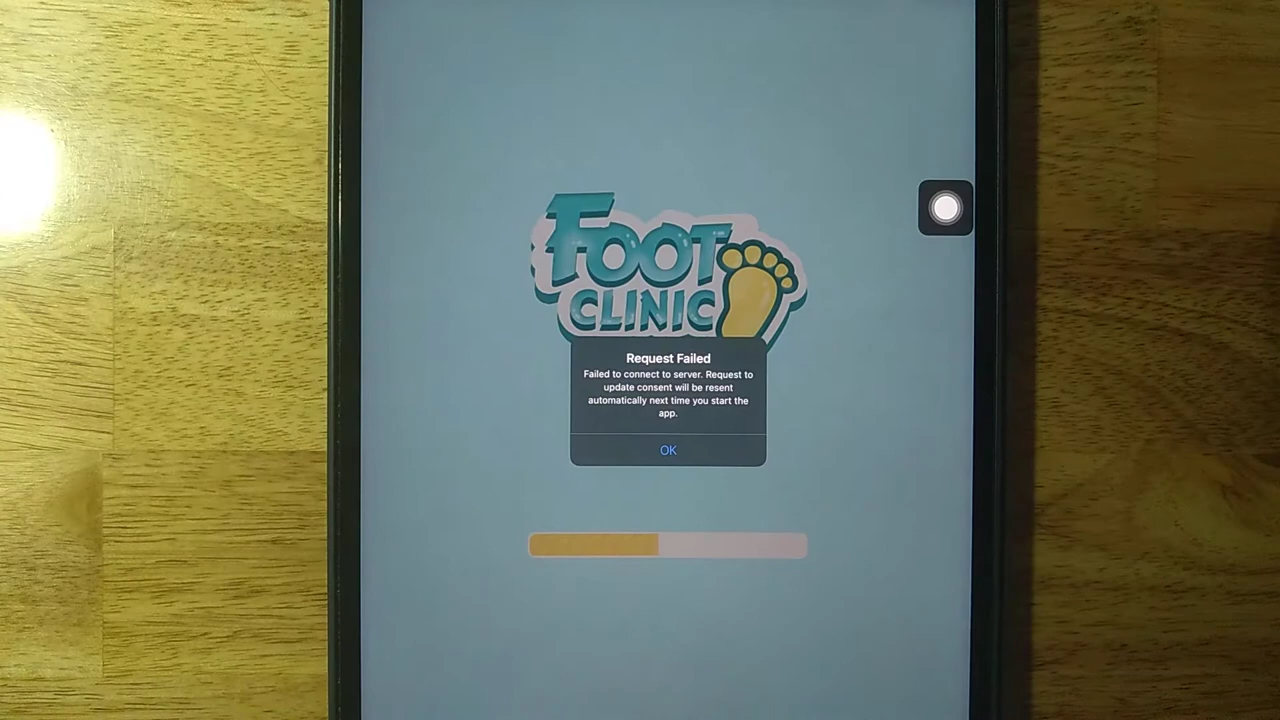 FOOT
CLINIC
Request Failed
Failed to connect to server. Request to
update consent will be resent
automatically next time you start the
app.
OK